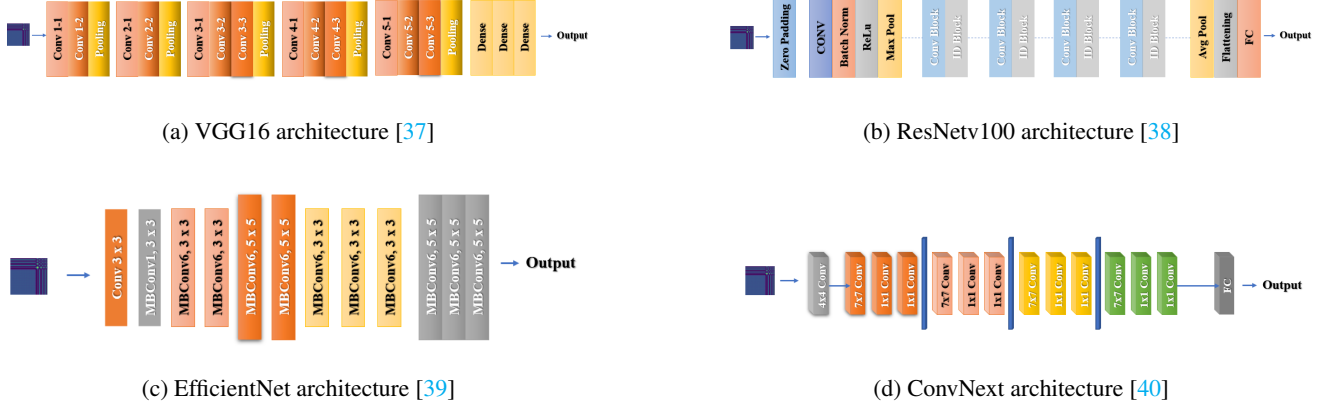 Conv 1-1
Conv 1-2
Pooling
Conv 2-1
Conv 2-2
Pooling
Conv 3-1
Conv 3-2
Conv 3-3
Pooling
Conv 4-1
Conv 4-2
Conv 4-3
Pooling
Conv 5-1
Conv 5-2
Conv 5-3
Pooling
Dense
Dense
Dense
Output
(a) VGG16 architecture [37]
Zero Padding
CONV
Batch Norm
ReLu
Max Pool
Conv Block
ID Block
Conv Block
ID Block
Conv Block
ID Block
Conv Block
ID Block
Avg Pool
Flattening
FC
Output
(b) ResNetv100 architecture [38]
Conv 3 x 3
MBConv1, 3 x 3
MBConv6, 3 x 3
MBConv6, 3 x 3
MBConv6, 5 x 5
MBConv6, 5 x 5
MBConv6, 3 x 3
MBConv6, 3 x 3
MBConv6, 3 x 3
MBConv6, 5 x 5
MBConv6, 5 x 5
MBConv6, 5 x 5
Output
(c) EfficientNet architecture [39]
4x4 Conv
7x7 Conv
1x1 Conv
1x1 Conv
7x7 Conv
1x1 Conv
1x1 Conv
7x7 Conv
1x1 Conv
1x1 Conv
7x7 Conv
1x1 Conv
1x1 Conv
FC
Output
(d) ConvNext architecture [40]